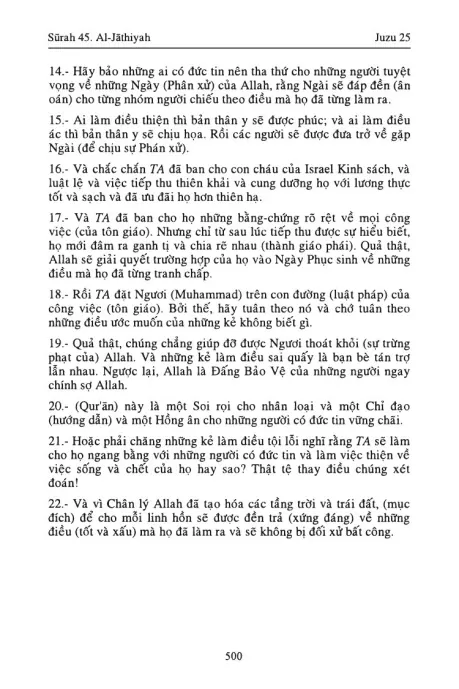 Sūrah 45. Al-Jāthiyah Juzu 25
14.- Hãy bảo những ai có đức tin nên tha thứ cho những người tuyệt
vọng về những Ngày (Phân xử) của Allah, rằng Ngài sẽ đáp đền (ân
oán) cho từng nhóm người chiếu theo điều mà họ đã từng làm ra.
15.- Ai làm điều thiện thì bản thân y sẽ được phúc; và ai làm điều
ác thì bản thân y sẽ chịu họa. Rồi các người sẽ được đưa trở về gặp
Ngài (để chịu sự Phán xử).
16.- Và chắc chắn TA đã ban cho con cháu của Israel Kinh sách, và
luật lệ và việc tiếp thu thiên khải và cung dưỡng họ với lương thực
tốt và sạch và đã ưu đãi họ hơn thiên hạ.
17.- Và TA đã ban cho họ những bằng-chứng rõ rệt về mọi công
việc (của tôn giáo). Nhưng chỉ từ sau lúc tiếp thu được sự hiểu biết,
họ mới đâm ra ganh tị và chia rẽ nhau (thành giáo phái). Quả thật,
Allah sẽ giải quyết trường hợp của họ vào Ngày Phục sinh về những
điều mà họ đã từng tranh chấp.
18.- Rồi TA đặt Ngươi (Muhammad) trên con đường (luật pháp) của
công việc (tôn giáo). Bởi thế, hãy tuân theo nó và chớ tuân theo
những điều ước muốn của những kẻ không biết gì.
19.- Quả thật, chúng chẳng giúp đỡ được Ngươi thoát khỏi (sự trừng
phạt của) Allah. Và những kẻ làm điều sai quấy là bạn bè tán trợ
lẫn nhau. Ngược lại, Allah là Đấng Bảo Vệ của những người ngay
chính sợ Allah.
20.- (Qur'ān) này là một Soi rọi cho nhân loại và một Chỉ đạo
(hướng dẫn) và một Hồng ân cho những người có đức tin vững chãi.
21.- Hoặc phải chăng những kẻ làm điều tội lỗi nghĩ rằng TA sẽ làm
cho họ ngang bằng với những người có đức tin và làm việc thiện về
việc sống và chết của họ hay sao? Thật tệ thay điều chúng xét
đoán!
22.- Và vì Chân lý Allah đã tạo hóa các tầng trời và trái đất, (mục
đích) để cho mỗi linh hồn sẽ được đền trả (xứng đáng) về những
điều (tốt và xấu) mà họ đã làm ra và sẽ không bị đối xử bất công.
500